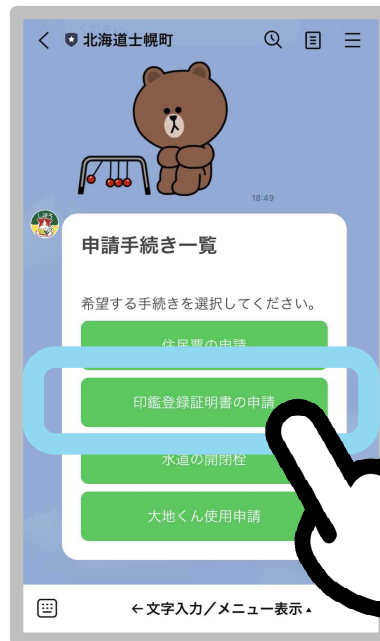 北海道士幌町
18:49
申請手続き一覧
希望する手続きを選択してください。
住民票の申請
印鑑登録証明書の申請
水道の開閉栓
大地くん使用申請
←文字入力/メニュー表示▴